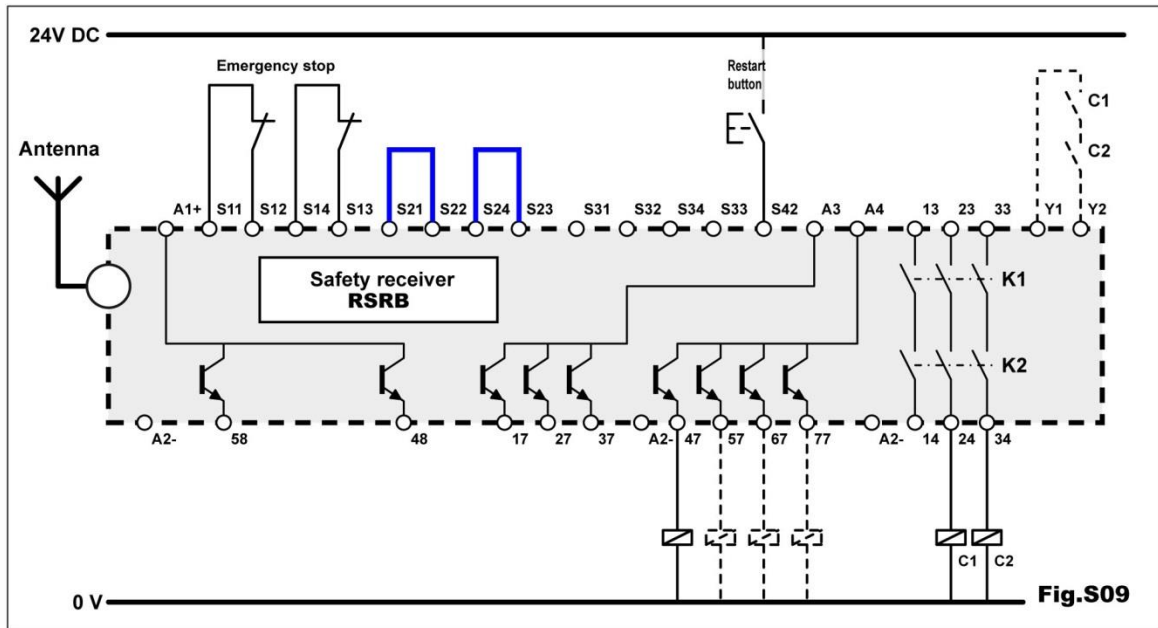 24V DC
Emergency stop
Restart
button
C1
C2
Antenna
A1+ S11 S12 S14 S13 S21 S22 S24 S23 S31 S32 S34 S33 S42 A3 A4 13 23 33 Y1 Y2
Safety receiver
RSRB
K1
K2
A2- 58 48 17 27 37 A2- 47 57 67 77 A2- 14 24 34
C1 C2
0 V
Fig.S09